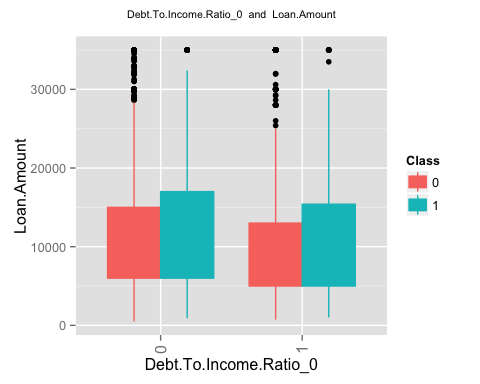 Debt.To.Income.Ratio_0 and Loan.Amount
Loan.Amount
30000
20000
10000
0
0
1
Debt.To.Income.Ratio_0
Class
0
1